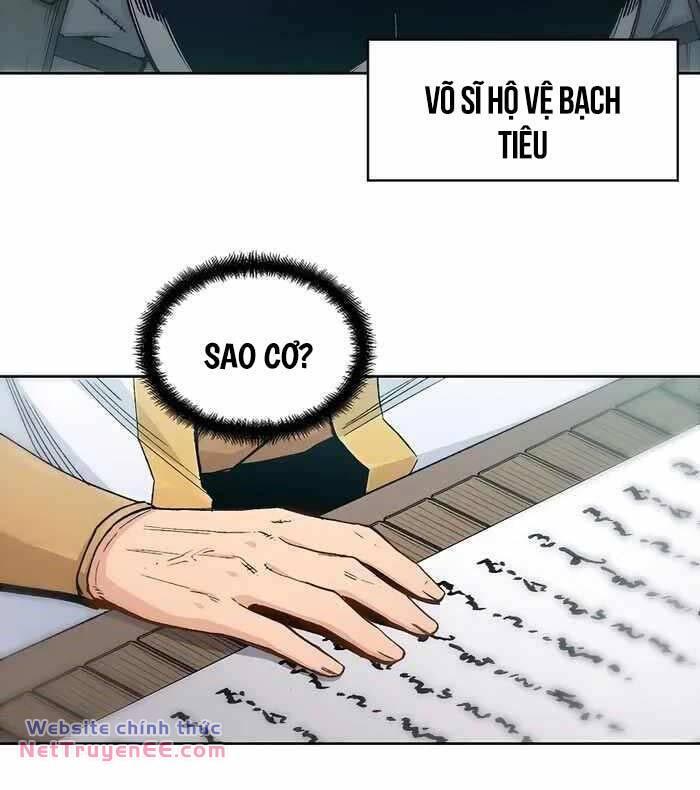 VÕ SĨ HỘ VỆ BẠCH
TIÊU
SAO CƠ?
Website chính thức
NetTruyenEE.com